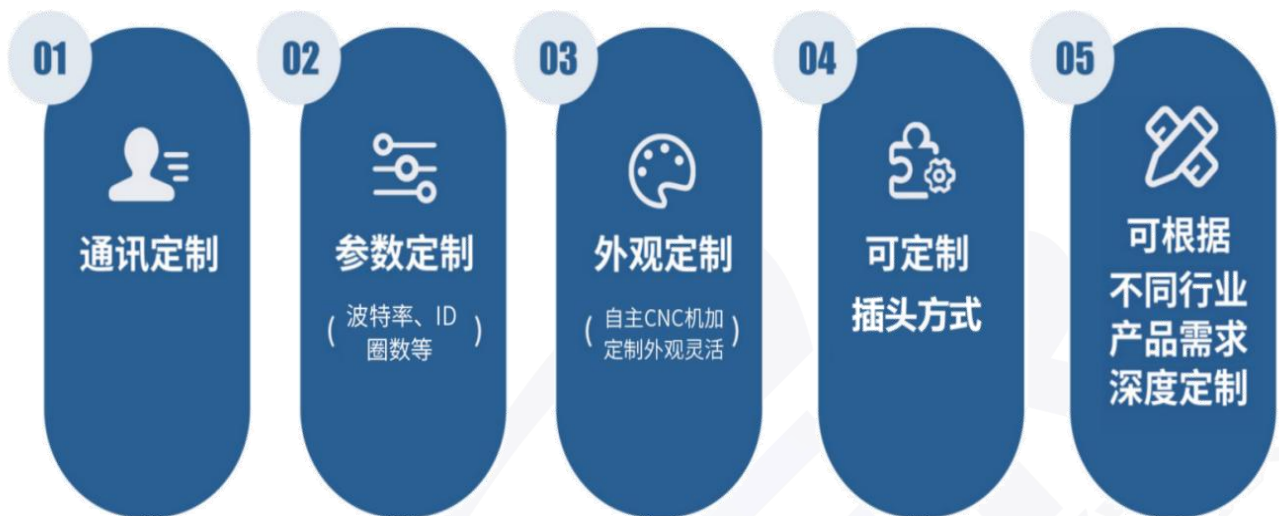 01
通讯定制
02
参数定制
(波特率、ID
圈数等)
03
外观定制
(自主CNC机加
定制外观灵活)
04
可定制
插头方式
05
可根据
不同行业
产品需求
深度定制